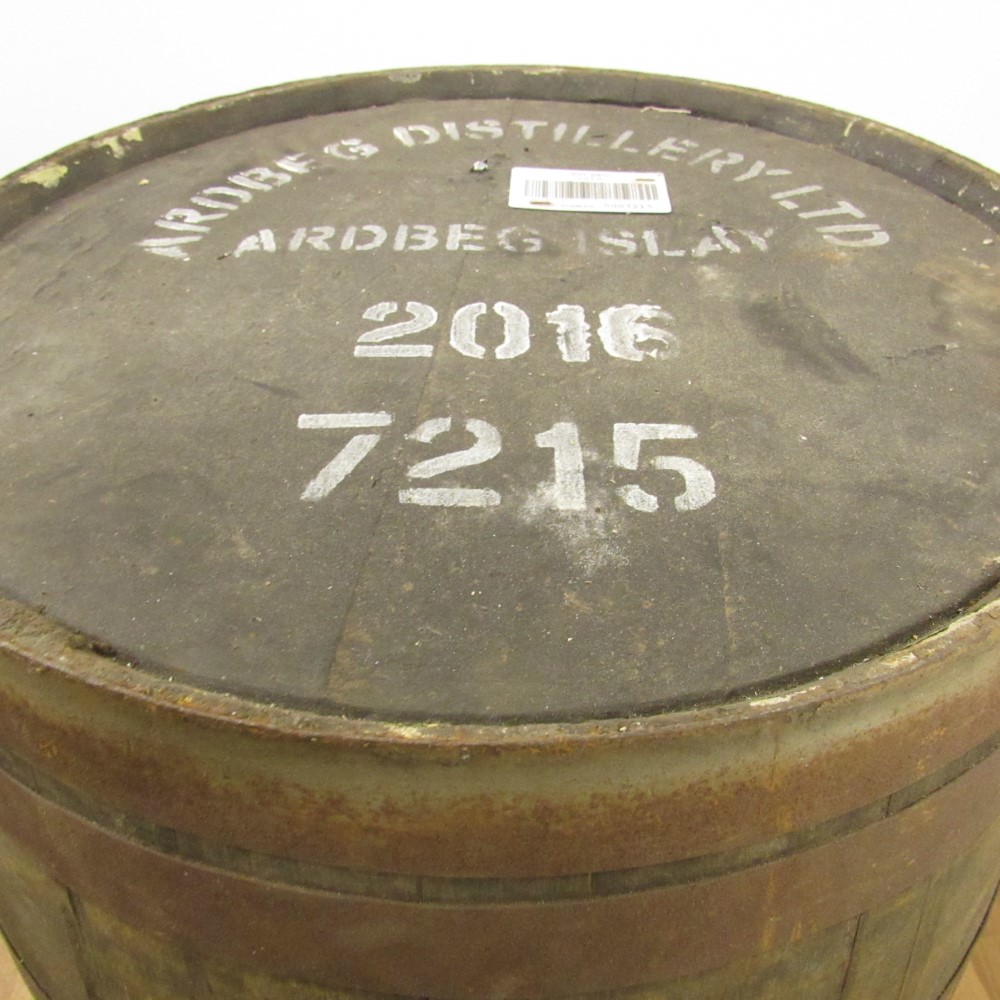 ARDBEG DISTILLERY LTD
ARDBEG ISLAY
2016
7215